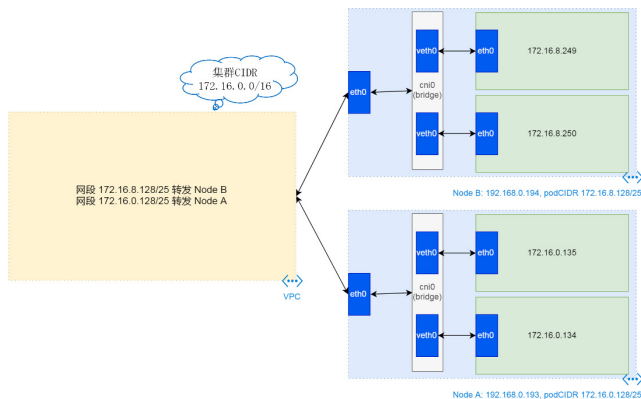 集群CIDR
172.16.0.0/16
网段 172.16.8.128/25 转发 Node B
网段 172.16.0.128/25 转发 Node A
VPC
eth0
veth0
eth0
172.16.8.249
cni0
(bridge)
veth0
eth0
172.16.8.250
Node B: 192.168.0.194, podCIDR 172.16.8.128/25
eth0
veth0
eth0
172.16.0.135
cni0
(bridge)
veth0
eth0
172.16.0.134
Node A: 192.168.0.193, podCIDR 172.16.0.128/25